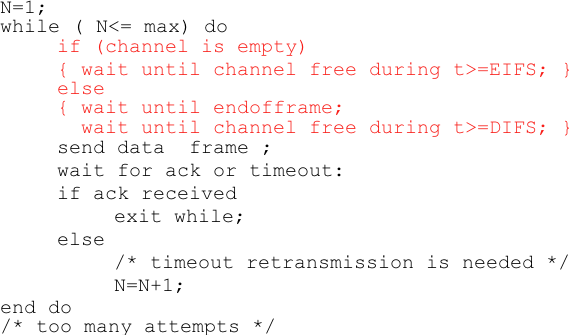 N=1;
while ( N<= max) do
if (channel is empty)
{ wait until channel free during t>=EIFS; }
else
{ wait until endofframe;
wait until channel free during t>=DIFS; }
send data  frame ;
wait for ack or timeout:
if ack received
exit while;
else
/* timeout retransmission is needed */
N=N+1;
end do
/* too many attempts */